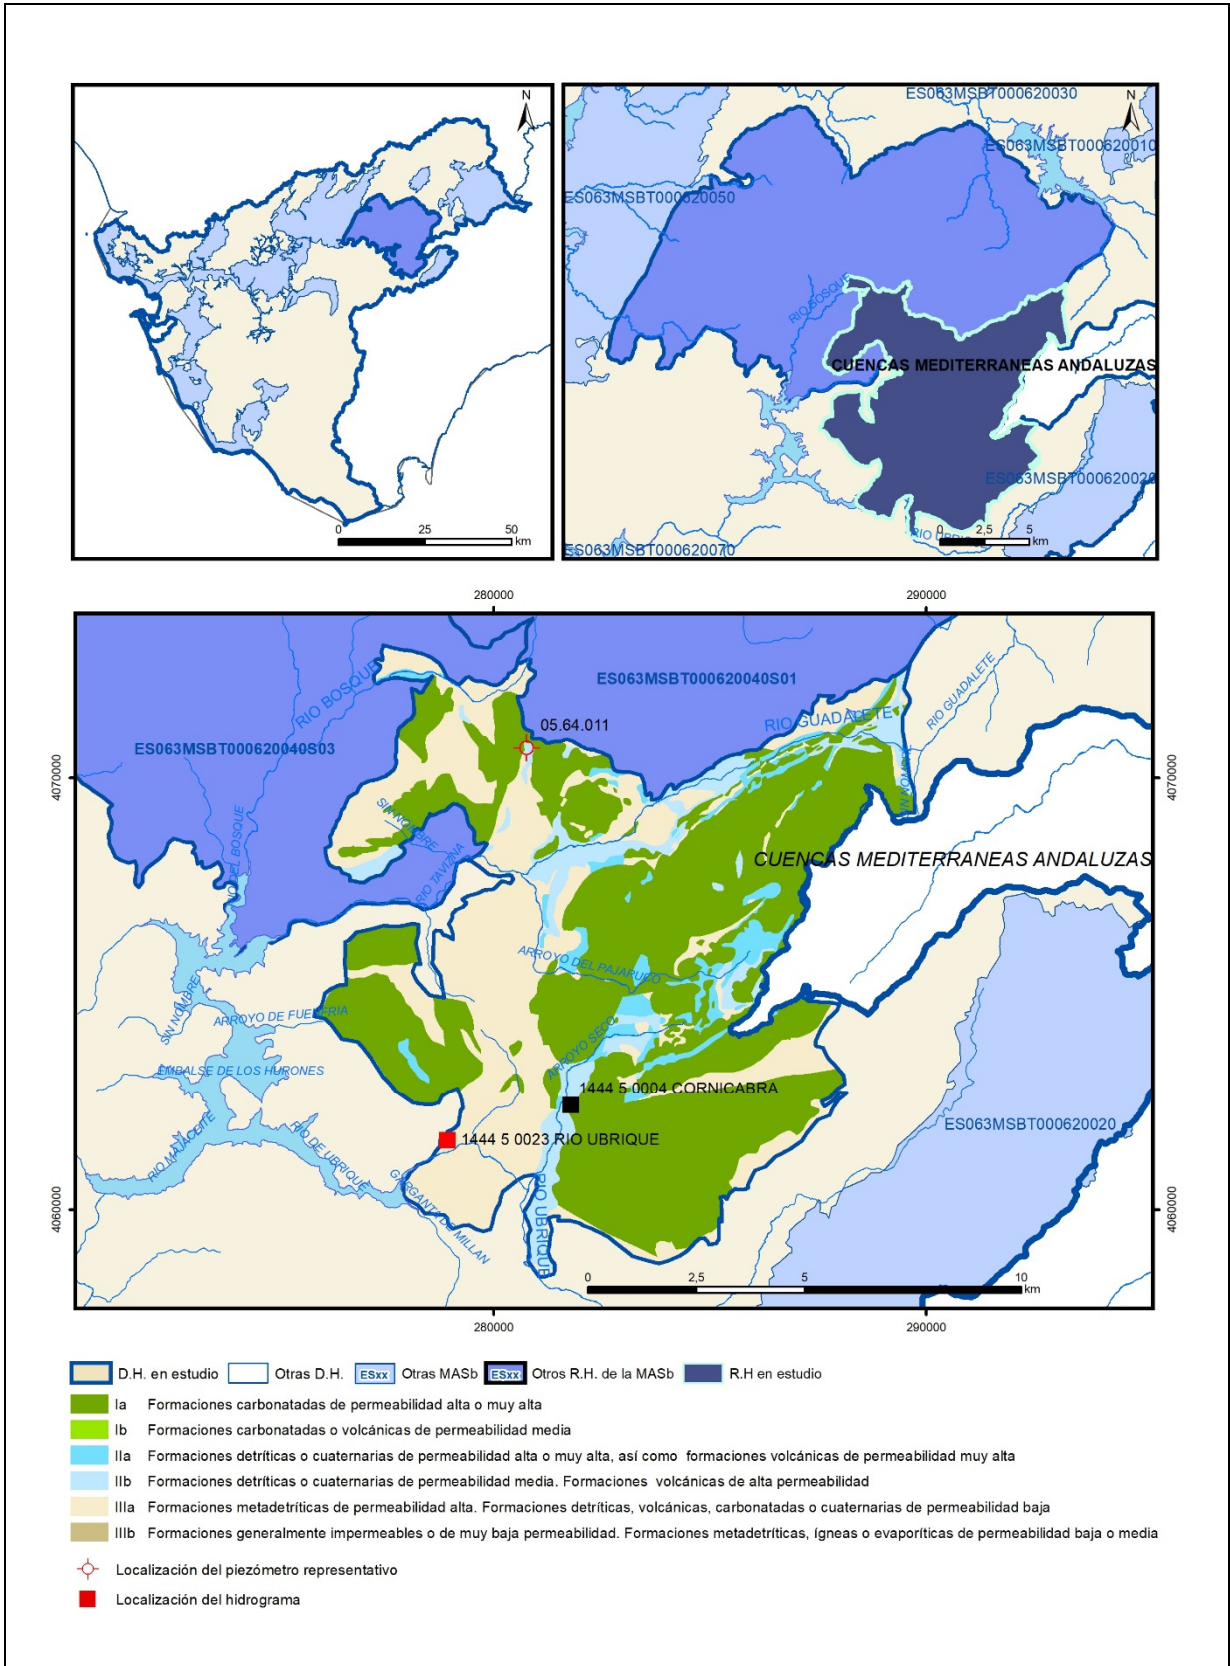 N
0 25 50
km
N
ES063MSBT000620030
ES063MSBT000620010
ES063MSBT000620050
RIO BOSQUE
CUENCAS MEDITERRANEAS ANDALUZAS
ES063MSBT000620020
0 2,5 5
km
ES063MSBT000620070
280000 290000
RIO BOSQUE
ES063MSBT000620040S01
RIO GUADALETE
RIO GUADALETE
05.64.011
ES063MSBT000620040S03
4070000
4070000
SIN NOMBRE
SIN NOMBRE
CUENCAS MEDITERRANEAS ANDALUZAS
RIO TAVIZNA
ARROYO DEL PAJARUCO
SIN NOMBRE
ARROYO DE FUENFRIA
ARROYO SECO
EMBALSE DE LOS HURONES
1444 5 0004 CORNICABRA
ES063MSBT000620020
RIO MAJACEITE
RIO DE UBRIQUE
1444 5 0023 RIO UBRIQUE
GARGANTA DE MILLAN
RIO UBRIQUE
4060000
4060000
0 2,5 5 10
km
280000 290000
D.H. en estudio Otras D.H. ESxx Otras MASb ESxx Otros R.H. de la MASb R.H en estudio
Ia Formaciones carbonatadas de permeabilidad alta o muy alta
Ib Formaciones carbonatadas o volcánicas de permeabilidad media
IIa Formaciones detríticas o cuaternarias de permeabilidad alta o muy alta, así como formaciones volcánicas de permeabilidad muy alta
IIb Formaciones detríticas o cuaternarias de permeabilidad media. Formaciones volcánicas de alta permeabilidad
IIIa Formaciones metadetríticas de permeabilidad alta. Formaciones detríticas, volcánicas, carbonatadas o cuaternarias de permeabilidad baja
IIIb Formaciones generalmente impermeables o de muy baja permeabilidad. Formaciones metadetríticas, ígneas o evaporíticas de permeabilidad baja o media
Localización del piezómetro representativo
Localización del hidrograma